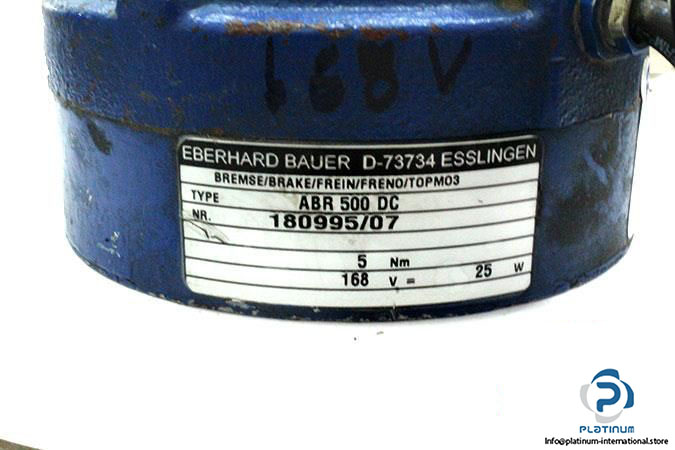 168 V
EBERHARD BAUER D-73734 ESSLINGEN
BREMSE/BRAKE/FREIN/FRENO/TOPMO3
TYPE ABR 500 DC
NR. 180995/07
5 Nm
168 V = 25 W
PLATINUM
Info@platinum-international.store